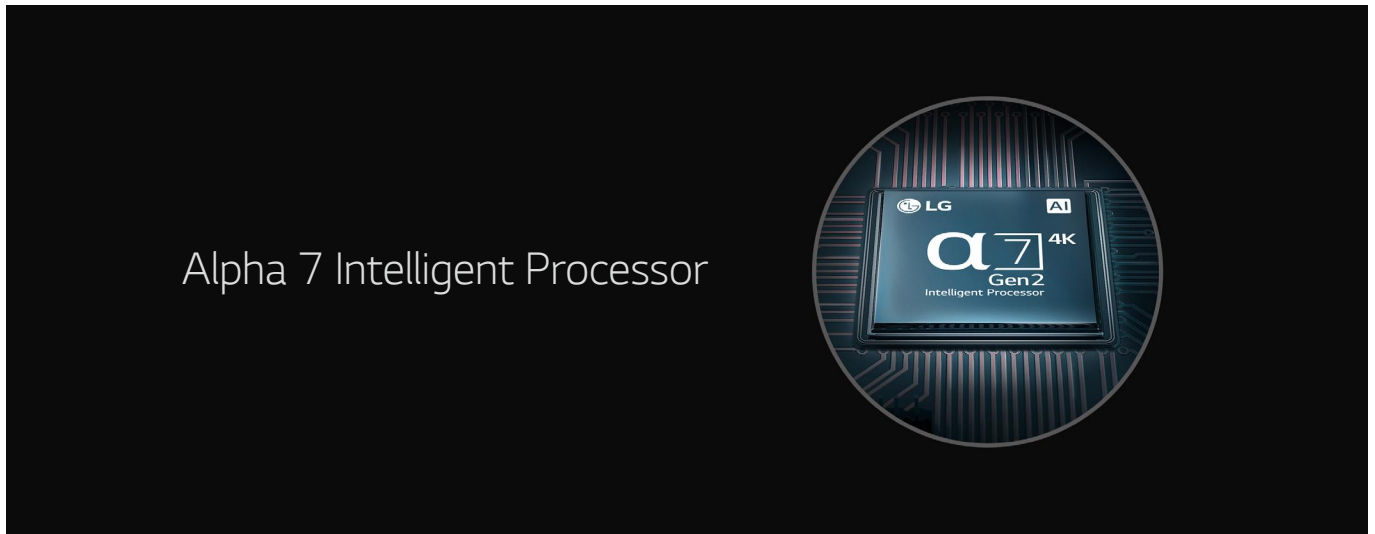 Alpha 7 Intelligent Processor
LG AI
α7 4K
Gen2
Intelligent Processor